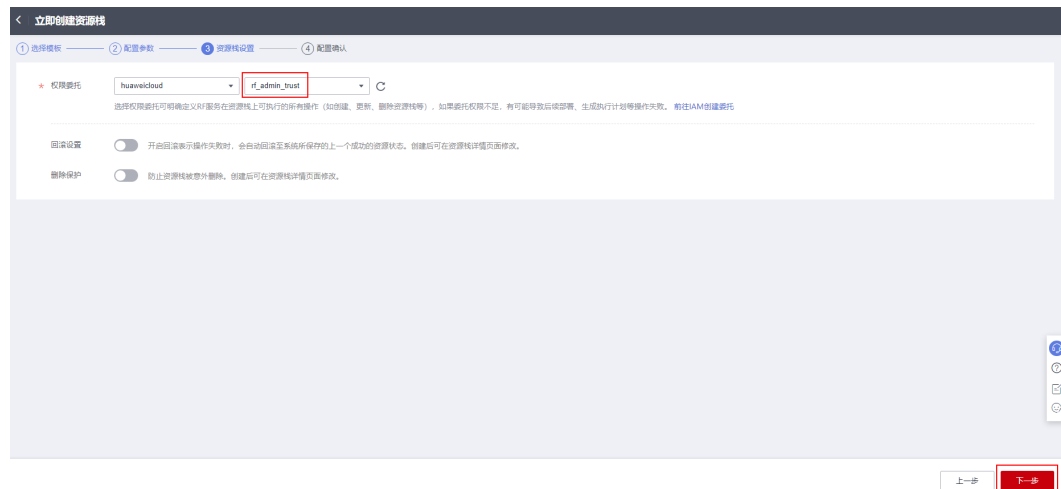 立即创建资源栈
1 选择模板 2 配置参数 3 资源栈设置 4 配置确认
* 权限委托 huaweicloud rf_admin_trust
选择权限委托可明确定义RF服务在资源栈上可执行的所有操作（如创建、更新、删除资源栈等），如果委托权限不足，有可能导致后续部署、生成执行计划等操作失败。 前往IAM创建委托
回滚设置 开启回滚表示操作失败时，会自动回滚至系统所保存的上一个成功的资源状态。创建后可在资源栈详情页面修改。
删除保护 防止资源栈被意外删除。创建后可在资源栈详情页面修改。
上一步 下一步